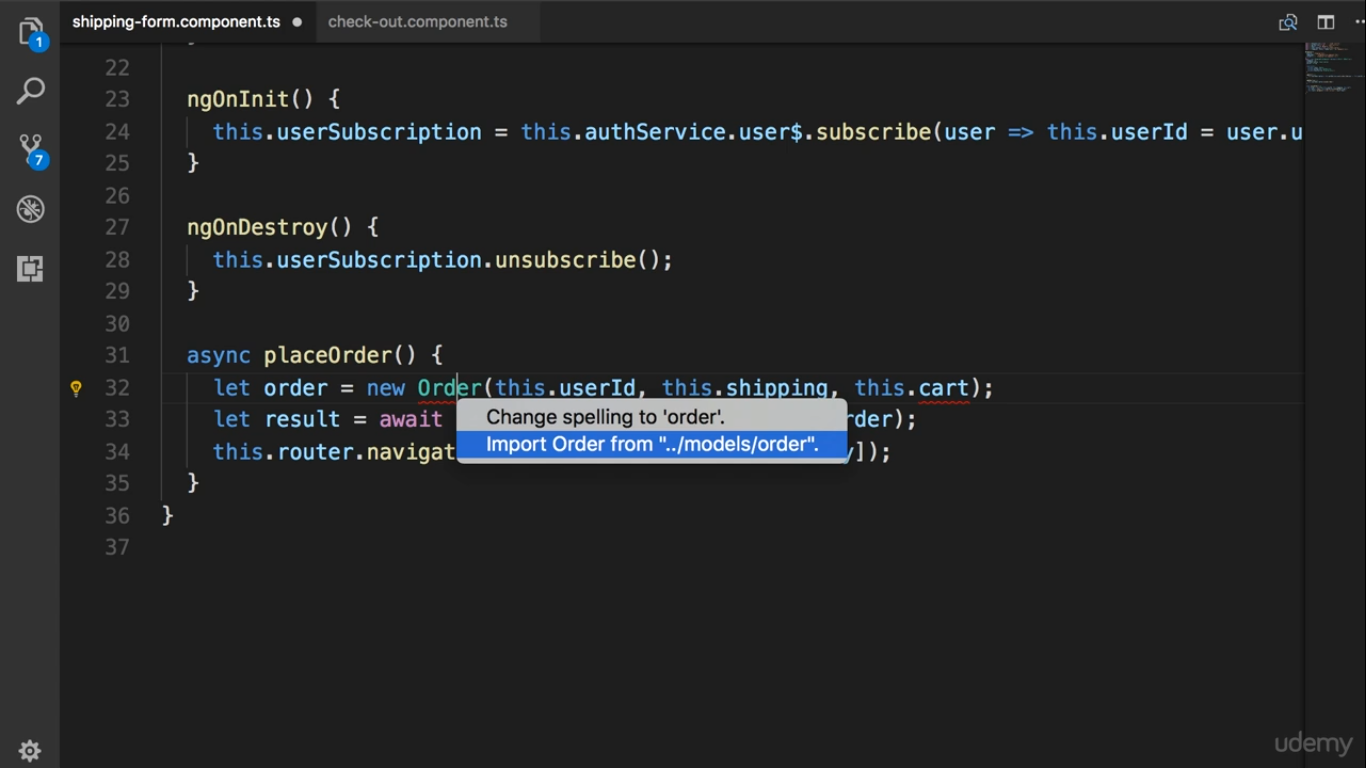 shipping-form.component.ts check-out.component.ts
1
7
22
23 ngOnInit() {
24 this.userSubscription = this.authService.user$.subscribe(user => this.userId = user.u
25 }
26
27 ngOnDestroy() {
28 this.userSubscription.unsubscribe();
29 }
30
31 async placeOrder() {
32 let order = new Order(this.userId, this.shipping, this.cart);
Change spelling to 'order'.
33 let result = await rder);
Import Order from "../models/order".
34 this.router.navigat y]);
35 }
36 }
37
udemy